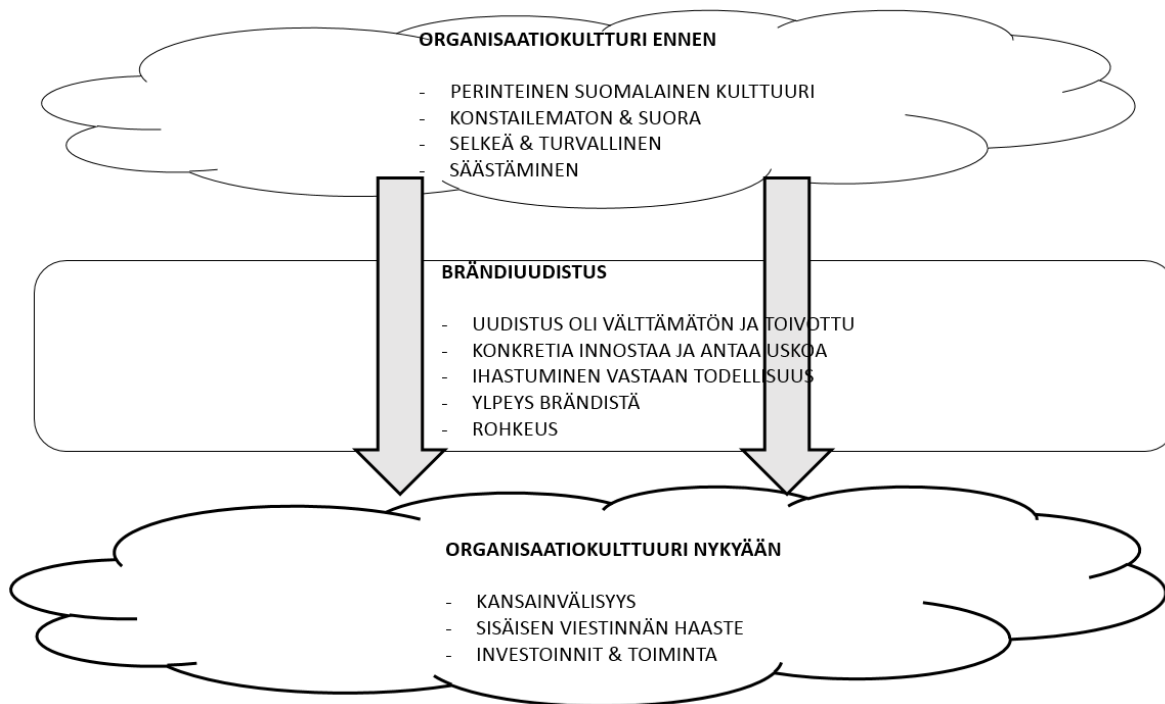 ORGANISAATIOKULTTURI ENNEN
- PERINTEINEN SUOMALAINEN KULTTUURI
- KONSTAILEMATON & SUORA
- SELKEÄ & TURVALLINEN
- SÄÄSTÄMINEN
BRÄNDIUUDISTUS
- UUDISTUS OLI VÄLTTÄMÄTÖN JA TOIVOTTU
- KONKRETIA INNOSTAA JA ANTAA USKOA
- IHASTUMINEN VASTAAN TODELLISUUS
- YLPEYS BRÄNDISTÄ
- ROHKEUS
ORGANISAATIOKULTTUURI NYKYÄÄN
- KANSAINVÄLISYYS
- SISÄISEN VIESTINNÄN HAASTE
- INVESTOINNIT & TOIMINTA